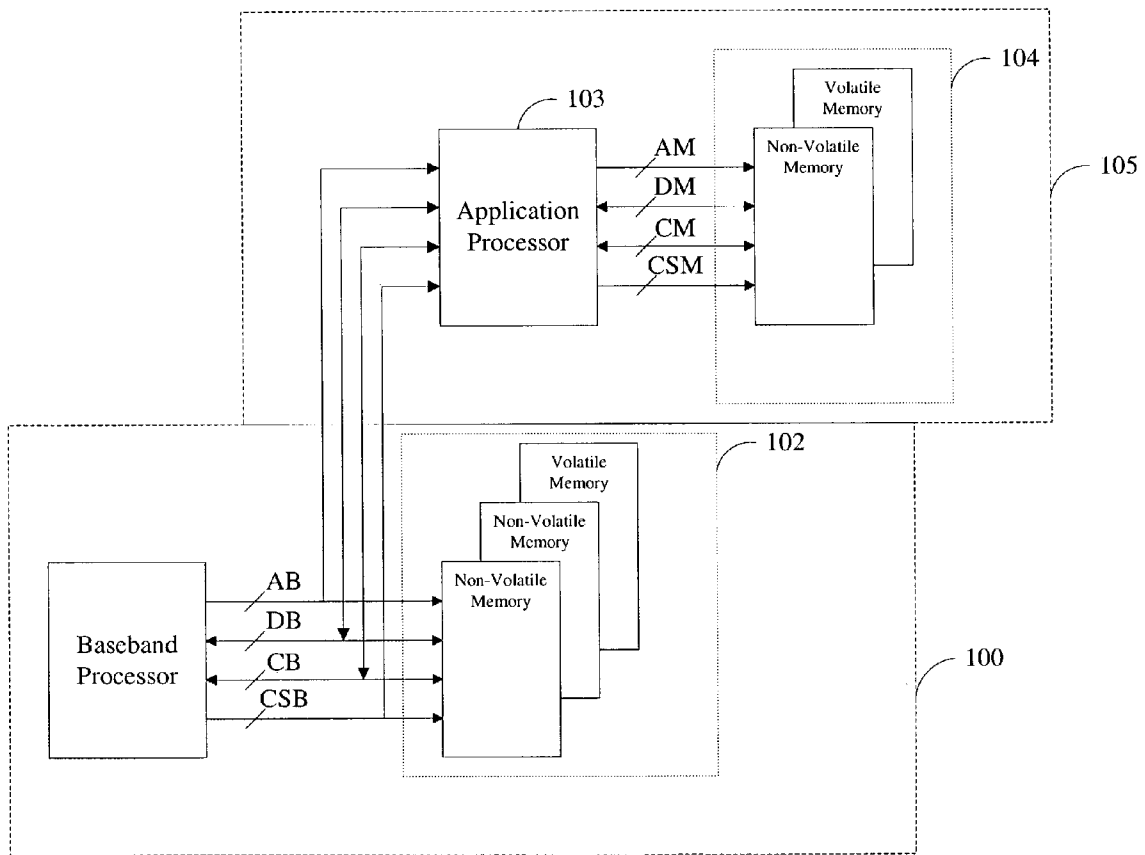 104
Volatile
Memory
103
Non-Volatile
Memory
AM
105
DM
Application
Processor
CM
CSM
102
Volatile
Memory
Non-Volatile
Memory
AB
Non-Volatile
Memory
DB
Baseband
Processor
CB
100
CSB